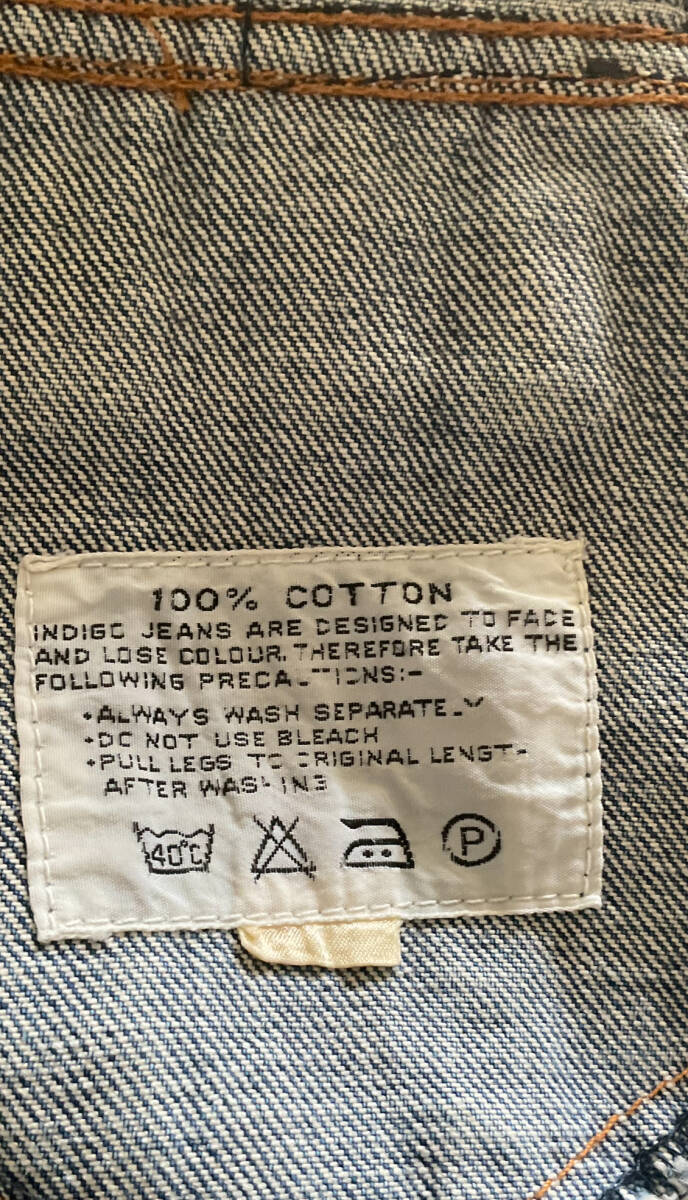 100% COTTON
INDIGO JEANS ARE DESIGNED TO FADE
AND LOSE COLOUR. THEREFORE TAKE THE
FOLLOWING PRECAUTIONS:-
•ALWAYS WASH SEPARATELY
•DO NOT USE BLEACH
•PULL LEGS TO ORIGINAL LENGTH
AFTER WASHING
40°C
P